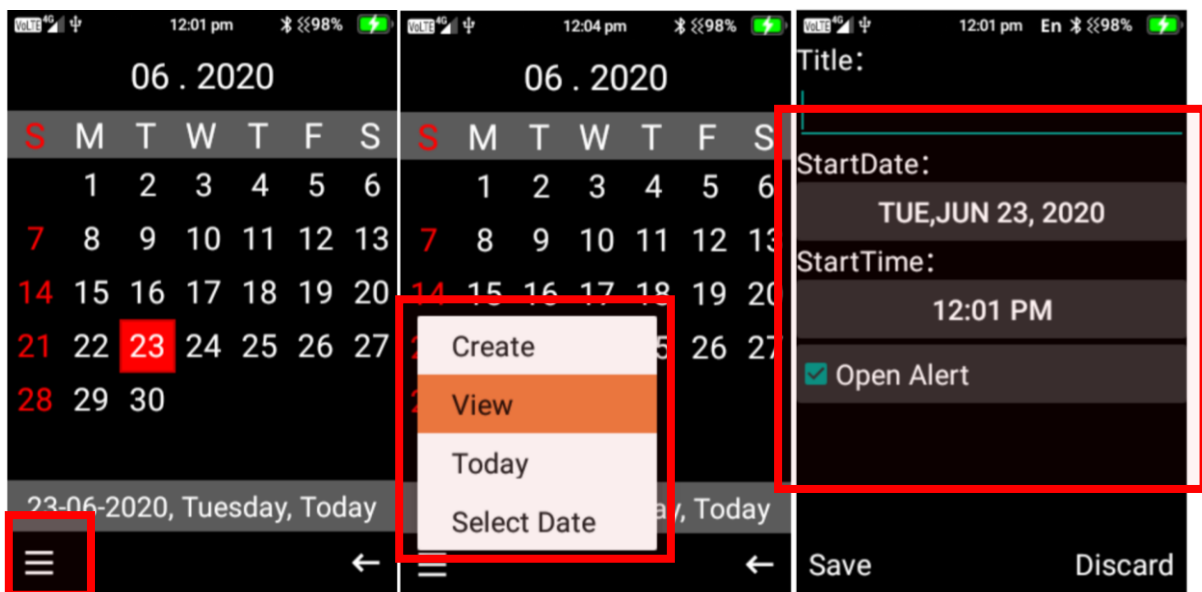 VoLTE 4G 12:01 pm 98%
06 . 2020
S M T W T F S
1 2 3 4 5 6
7 8 9 10 11 12 13
14 15 16 17 18 19 20
21 22 23 24 25 26 27
28 29 30
23-06-2020, Tuesday, Today
VoLTE 4G 12:04 pm 98%
06 . 2020
S M T W T F S
1 2 3 4 5 6
7 8 9 10 11 12 13
14 15 16 17 18 19 20
Create
26 27
View
Today
Select Date
y, Today
VoLTE 4G 12:01 pm En 98%
Title:
StartDate:
TUE,JUN 23, 2020
StartTime:
12:01 PM
Open Alert
Save Discard